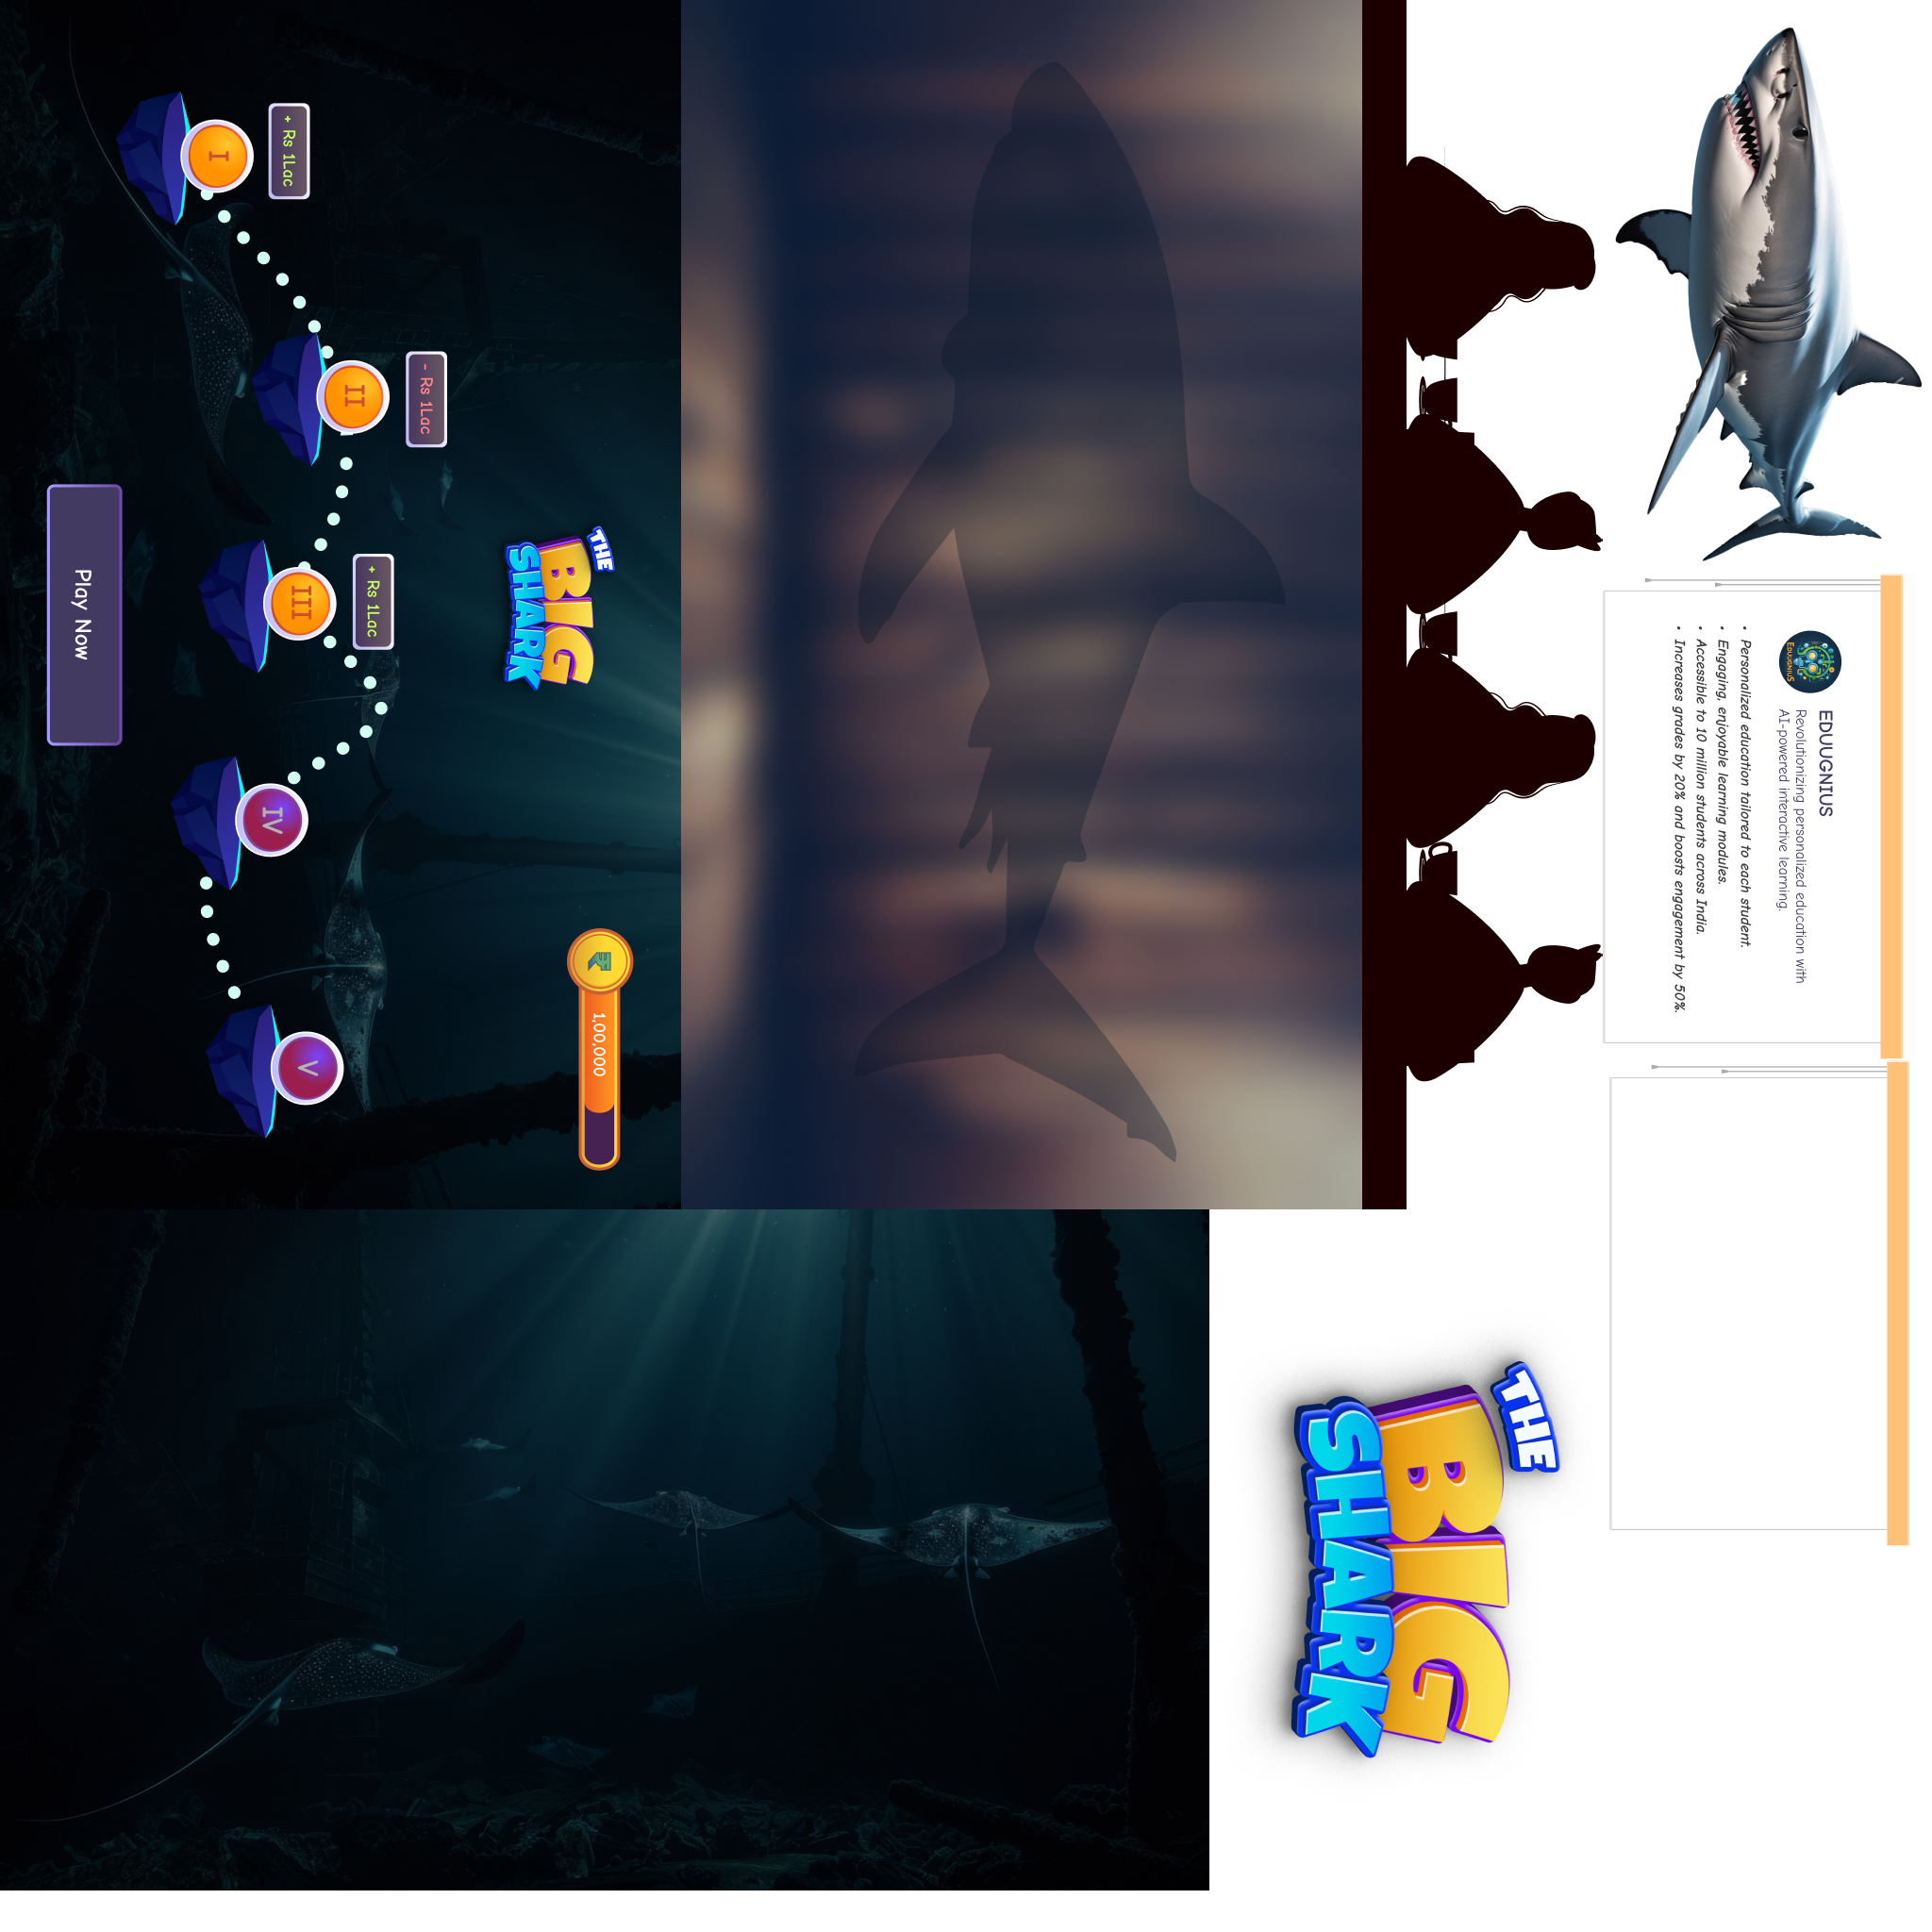 THE
BIG
SHARK
₹ 1,00,000
+ Rs 1Lac
- Rs 1Lac
+ Rs 1Lac
I
II
III
IV
V
Play Now
EDUUGNIUS
Revolutionizing personalized education with
AI-powered interactive learning.
EDUUGNIUS
• Personalized education tailored to each student.
• Engaging, enjoyable learning modules.
• Accessible to 10 million students across India.
• Increases grades by 20% and boosts engagement by 50%.
THE
BIG
SHARK